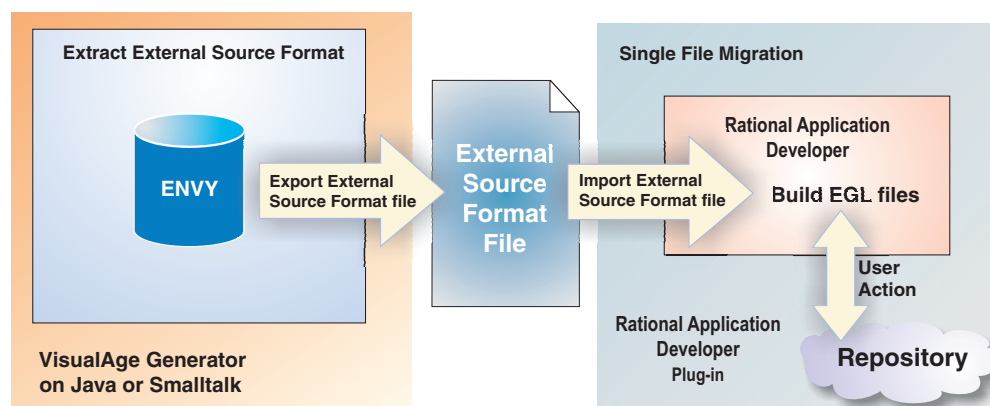 Extract External Source Format
ENVY
Export External
Source Format file
VisualAge Generator
on Java or Smalltalk
External
Source
Format
File
Single File Migration
Import External
Source Format file
Rational Application
Developer
Build EGL files
User
Action
Rational Application
Developer
Plug-in
Repository